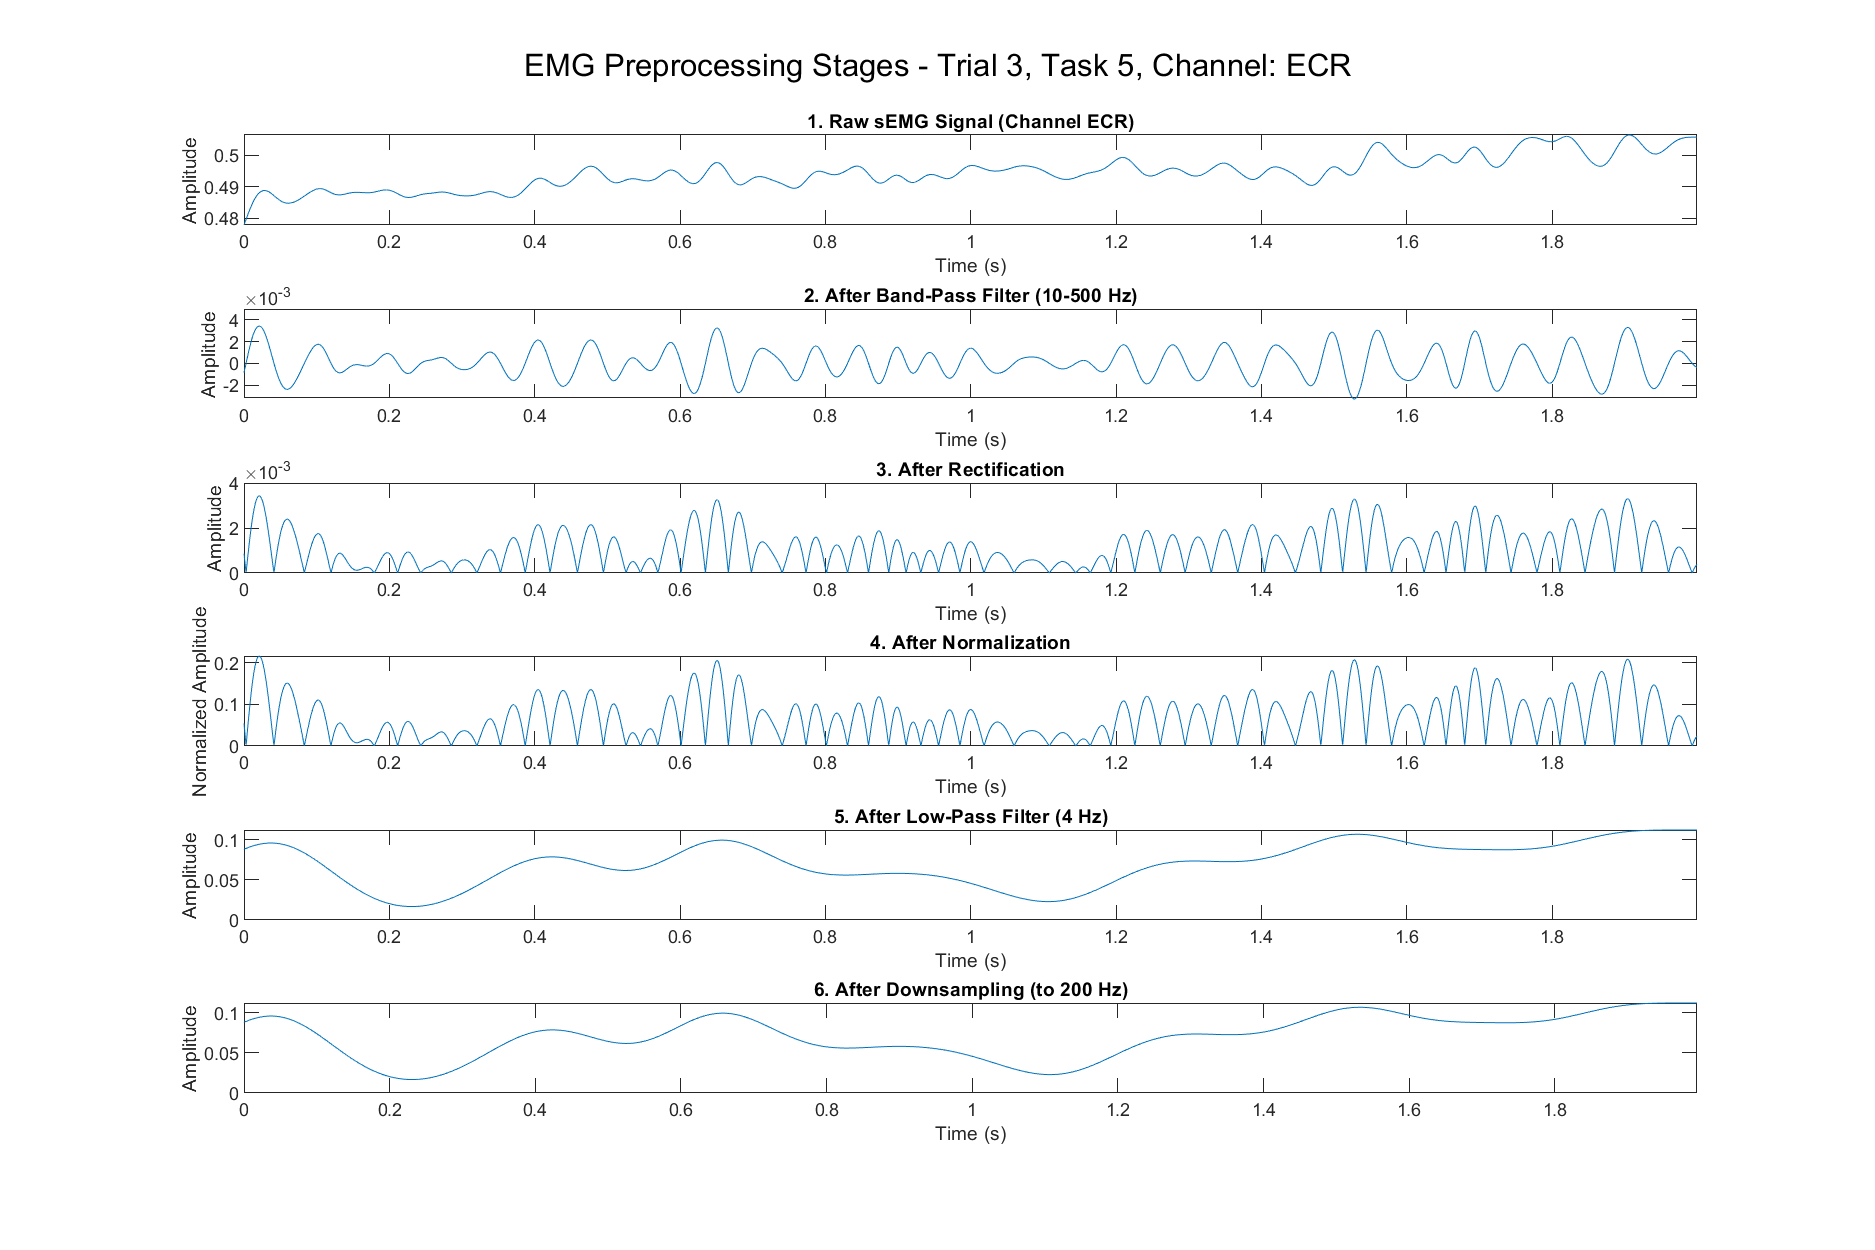 EMG Preprocessing Stages - Trial 3, Task 5, Channel: ECR
1. Raw sEMG Signal (Channel ECR)
Amplitude
0.5
0.49
0.48
0 0.2 0.4 0.6 0.8 1 1.2 1.4 1.6 1.8
Time (s)
2. After Band-Pass Filter (10-500 Hz)
×10-3
Amplitude
4
2
0
-2
0 0.2 0.4 0.6 0.8 1 1.2 1.4 1.6 1.8
Time (s)
3. After Rectification
×10-3
Amplitude
4
2
0
0 0.2 0.4 0.6 0.8 1 1.2 1.4 1.6 1.8
Time (s)
4. After Normalization
Normalized Amplitude
0.2
0.1
0
0 0.2 0.4 0.6 0.8 1 1.2 1.4 1.6 1.8
Time (s)
5. After Low-Pass Filter (4 Hz)
Amplitude
0.1
0.05
0
0 0.2 0.4 0.6 0.8 1 1.2 1.4 1.6 1.8
Time (s)
6. After Downsampling (to 200 Hz)
Amplitude
0.1
0.05
0
0 0.2 0.4 0.6 0.8 1 1.2 1.4 1.6 1.8
Time (s)